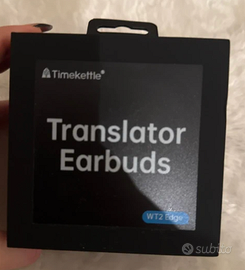 Timekettle®
Translator
Earbuds
WT2 Edge
subito